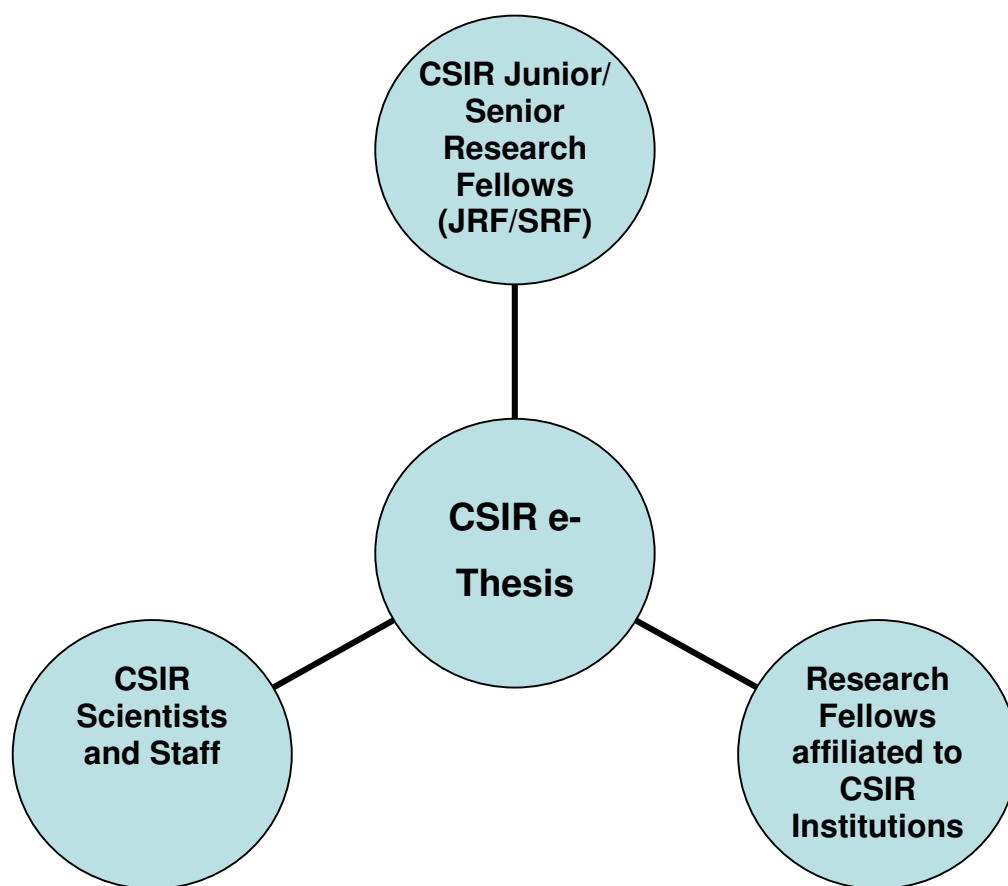 CSIR Junior/
Senior
Research
Fellows
(JRF/SRF)
CSIR e-
Thesis
CSIR
Scientists
and Staff
Research
Fellows
affiliated to
CSIR
Institutions